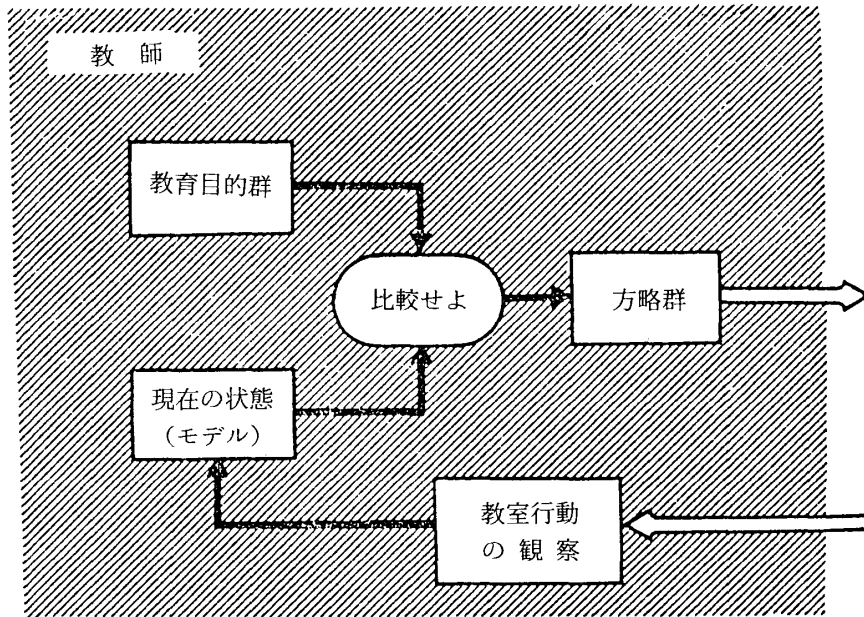 教 師
教育目的群
比較せよ
方略群
現在の状態
(モデル)
教室行動
の 観 察